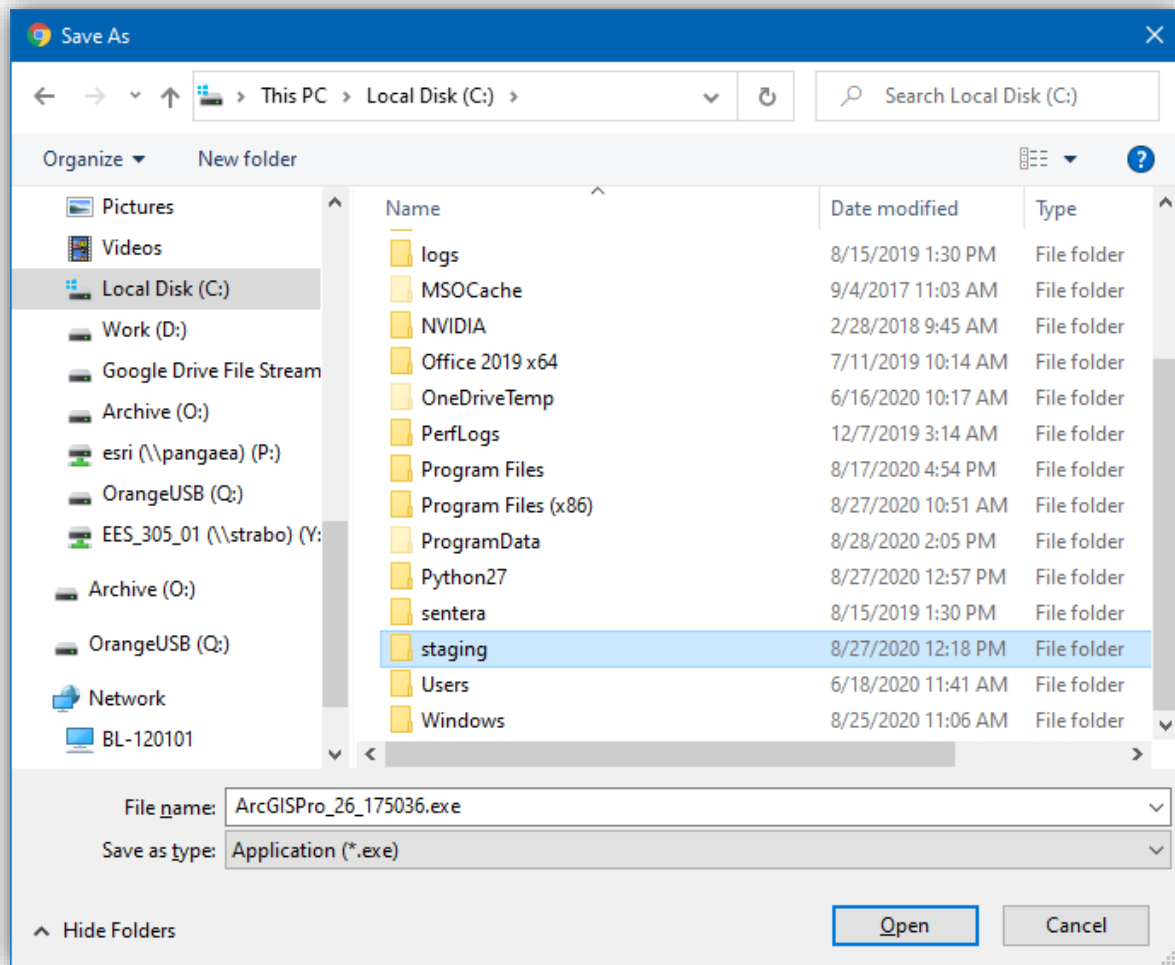 Save As
This PC > Local Disk (C:) >
Search Local Disk (C:)
Organize
New folder
?
Pictures
Videos
Local Disk (C:)
Work (D:)
Google Drive File Stream
Archive (O:)
esri (\\pangaea) (P:)
OrangeUSB (Q:)
EES_305_01 (\\strabo) (Y:
Archive (O:)
OrangeUSB (Q:)
Network
BL-120101
Name Date modified Type
logs 8/15/2019 1:30 PM File folder
MSOCache 9/4/2017 11:03 AM File folder
NVIDIA 2/28/2018 9:45 AM File folder
Office 2019 x64 7/11/2019 10:14 AM File folder
OneDriveTemp 6/16/2020 10:17 AM File folder
PerfLogs 12/7/2019 3:14 AM File folder
Program Files 8/17/2020 4:54 PM File folder
Program Files (x86) 8/27/2020 10:51 AM File folder
ProgramData 8/28/2020 2:05 PM File folder
Python27 8/27/2020 12:57 PM File folder
sentera 8/15/2019 1:30 PM File folder
staging 8/27/2020 12:18 PM File folder
Users 6/18/2020 11:41 AM File folder
Windows 8/25/2020 11:06 AM File folder
File name: ArcGISPro_26_175036.exe
Save as type: Application (*.exe)
Hide Folders
Open
Cancel